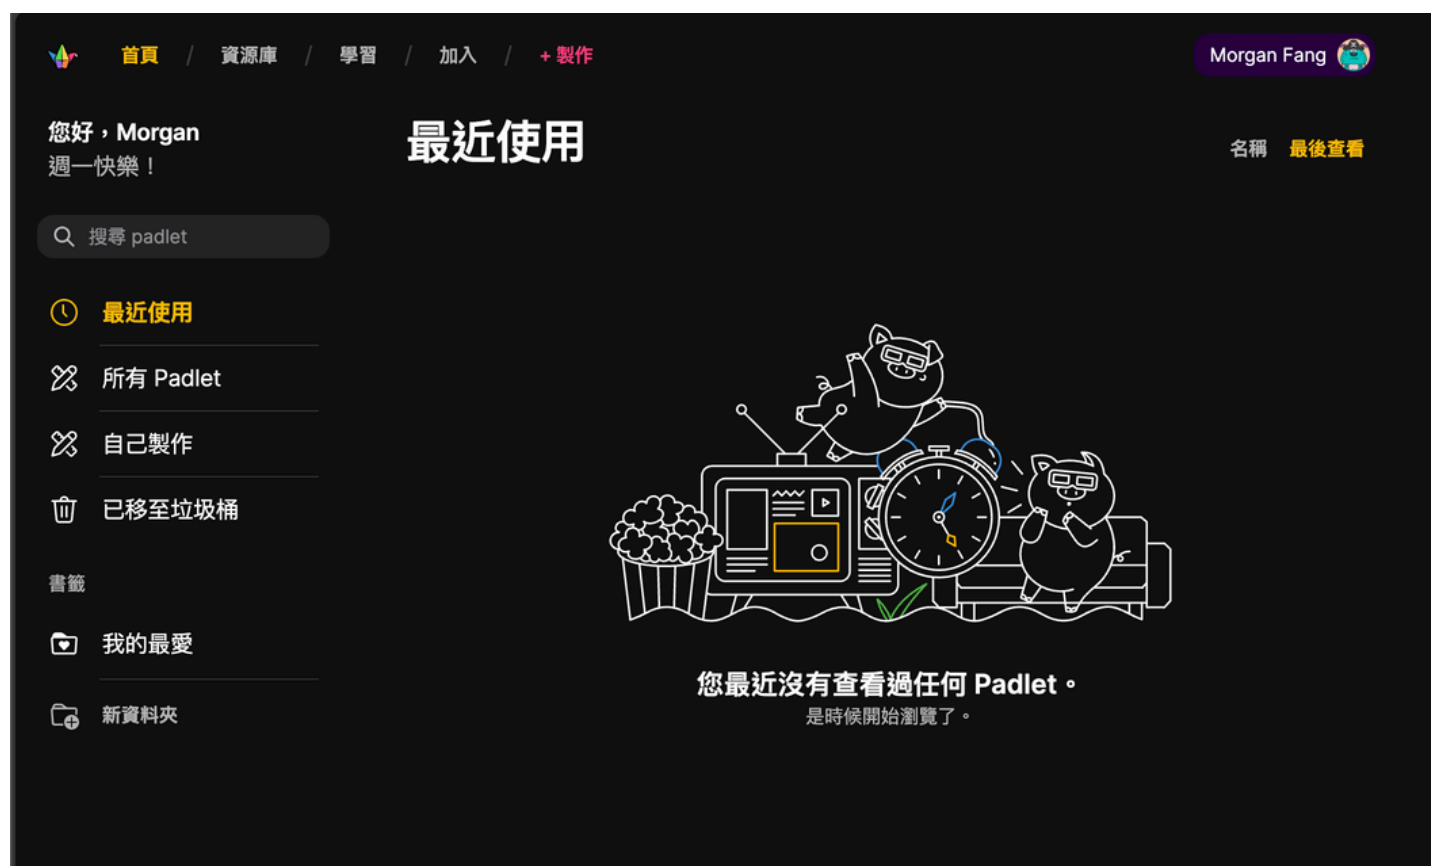 首頁 / 資源庫 / 學習 / 加入 / + 製作
Morgan Fang
您好，Morgan
週一快樂！
搜尋 padlet
最近使用
所有 Padlet
自己製作
已移至垃圾桶
書籤
我的最愛
新資料夾
最近使用
名稱 最後查看
您最近沒有查看過任何 Padlet。
是時候開始瀏覽了。